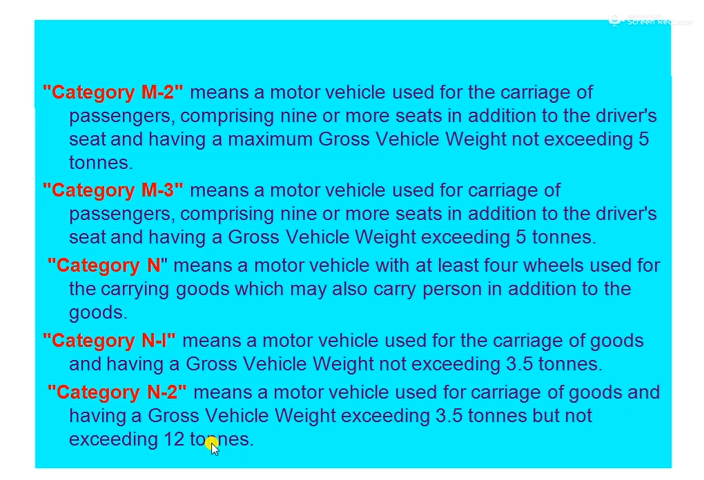 Screen Recorder
"Category M-2" means a motor vehicle used for the carriage of
passengers, comprising nine or more seats in addition to the driver's
seat and having a maximum Gross Vehicle Weight not exceeding 5
tonnes.
"Category M-3" means a motor vehicle used for carriage of
passengers, comprising nine or more seats in addition to the driver's
seat and having a Gross Vehicle Weight exceeding 5 tonnes.
"Category N" means a motor vehicle with at least four wheels used for
the carrying goods which may also carry person in addition to the
goods.
"Category N-I" means a motor vehicle used for the carriage of goods
and having a Gross Vehicle Weight not exceeding 3.5 tonnes.
"Category N-2" means a motor vehicle used for carriage of goods and
having a Gross Vehicle Weight exceeding 3.5 tonnes but not
exceeding 12 tonnes.